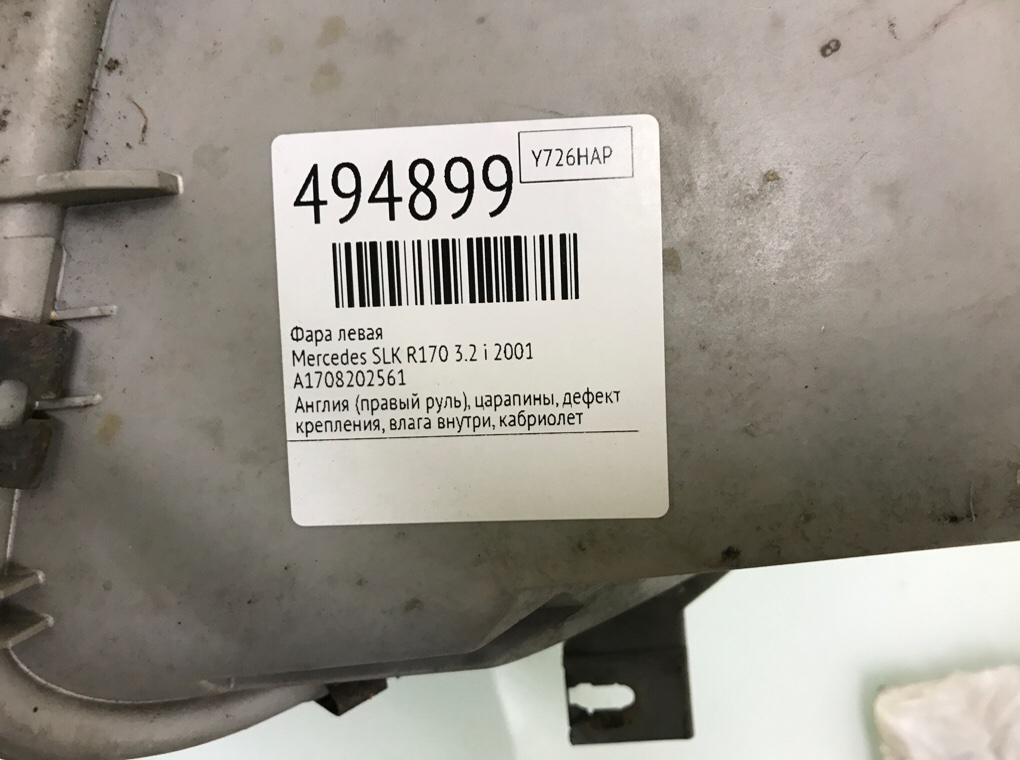 494899
Y726HAP
Фара левая
Mercedes SLK R170 3.2 i 2001
A1708202561
Англия (правый руль), царапины, дефект
крепления, влага внутри, кабриолет